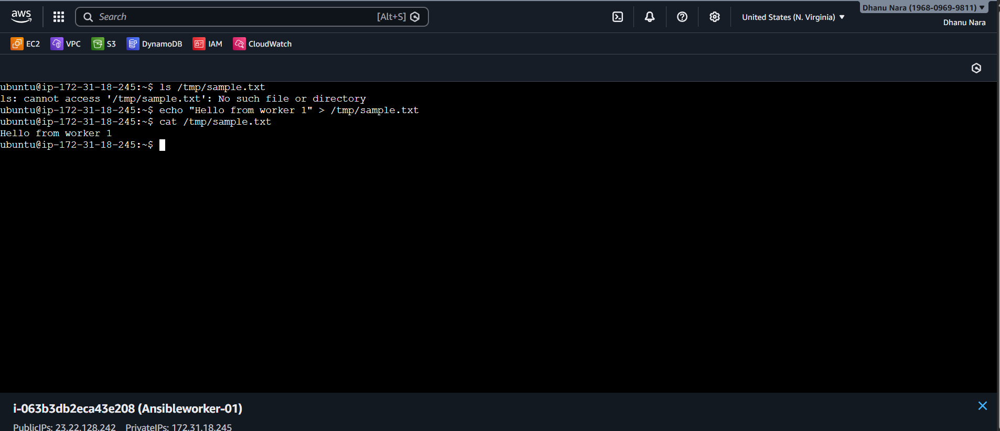 aws
Search [Alt+S]
United States (N. Virginia) ▼
Dhanu Nara (1968-0969-9811) ▼
Dhanu Nara
EC2 VPC S3 DynamoDB IAM CloudWatch
ubuntu@ip-172-31-18-245:~$ ls /tmp/sample.txt
ls: cannot access '/tmp/sample.txt': No such file or directory
ubuntu@ip-172-31-18-245:~$ echo "Hello from worker 1" > /tmp/sample.txt
ubuntu@ip-172-31-18-245:~$ cat /tmp/sample.txt
Hello from worker 1
ubuntu@ip-172-31-18-245:~$
i-063b3db2eca43e208 (Ansibleworker-01)
PublicIPs: 23.22.128.242 PrivateIPs: 172.31.18.245